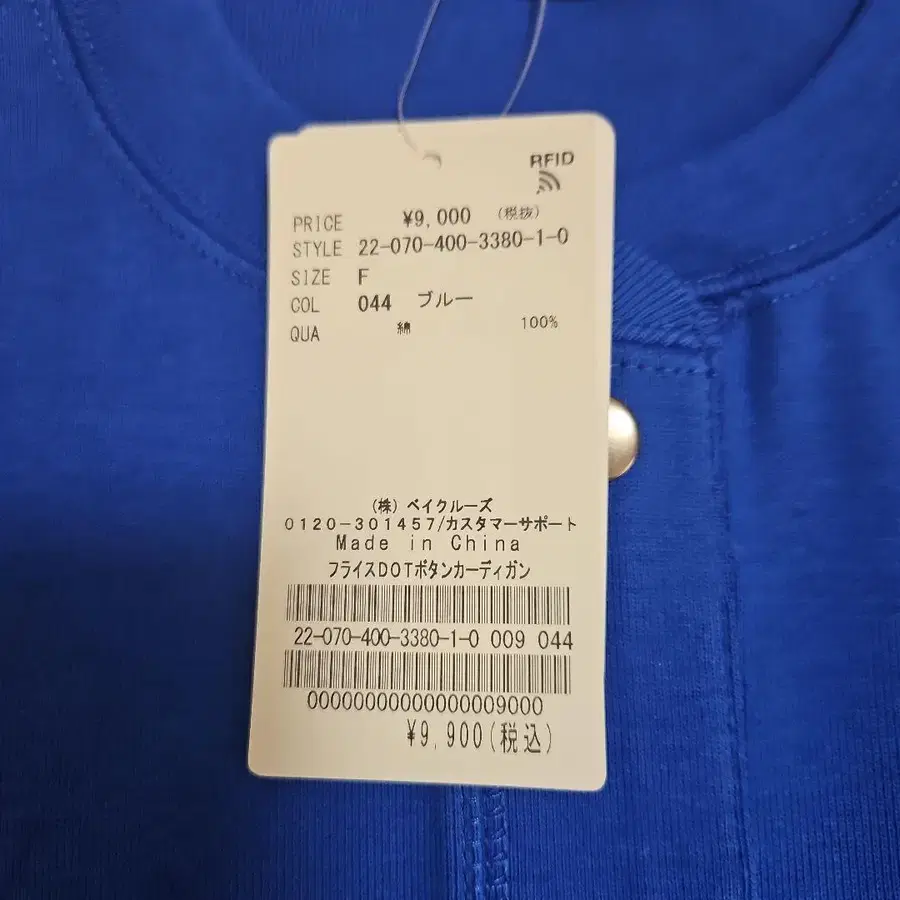 RFID
PRICE ¥9,000 (税抜)
STYLE 22-070-400-3380-1-0
SIZE F
COL 044 ブルー
QUA 綿 100%
(株) ベイクルーズ
0120-301457/カスタマーサポート
Made in China
フライスDOTボタンカーディガン
22-070-400-3380-1-0 009 044
00000000000000009000
¥9,900(税込)